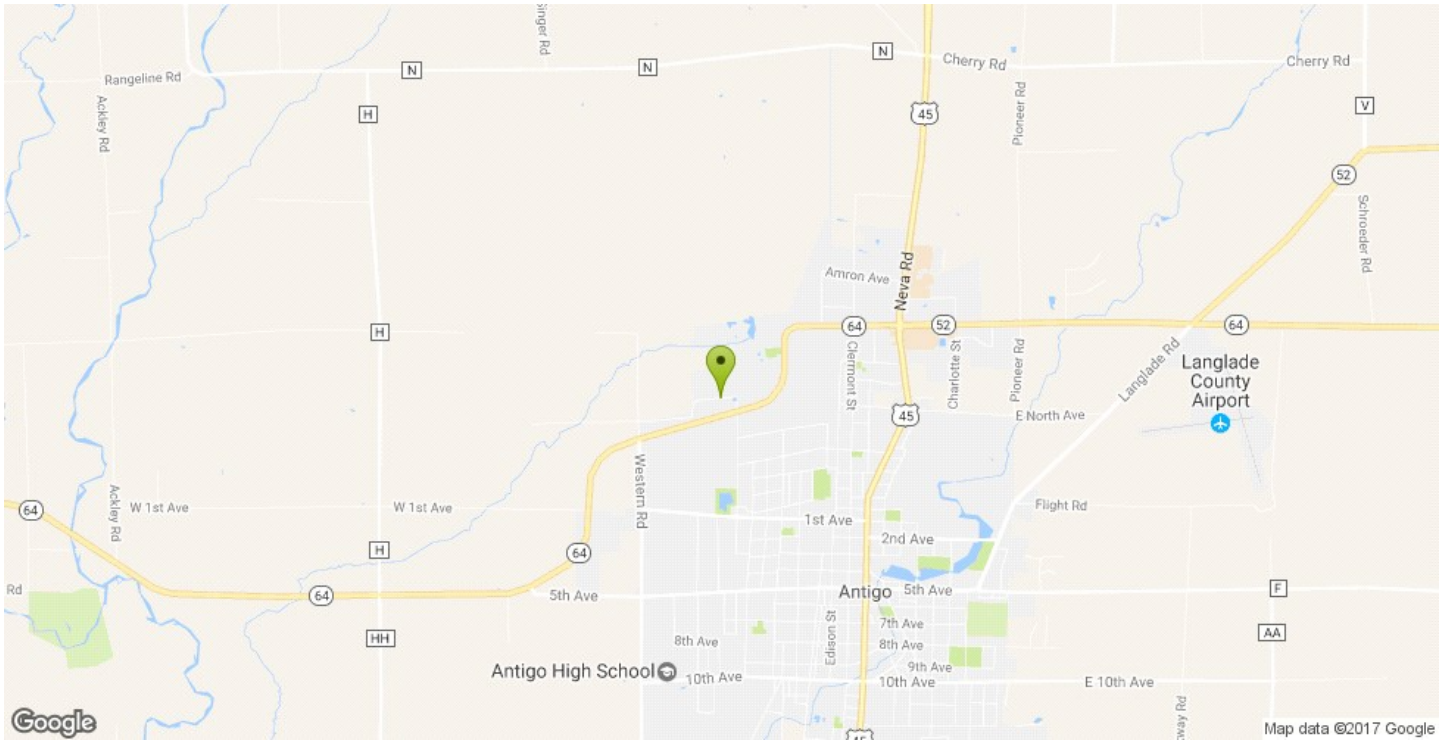 Singer Rd
N
Rangeline Rd
N
N
Cherry Rd
Cherry Rd
Ackley Rd
H
45
Pioneer Rd
V
52
Schroeder Rd
Amron Ave
Neva Rd
H
64
52
64
Clermont St
Charlotte St
Pioneer Rd
Langlade Rd
Langlade
County
Airport
45
E North Ave
Western Rd
Ackley Rd
64
W 1st Ave
W 1st Ave
1st Ave
Flight Rd
2nd Ave
H
64
Rd
64
5th Ave
Antigo
5th Ave
F
HH
Edison St
7th Ave
AA
8th Ave
8th Ave
9th Ave
Antigo High School
10th Ave
10th Ave
E 10th Ave
way Rd
45
Google
Map data ©2017 Google